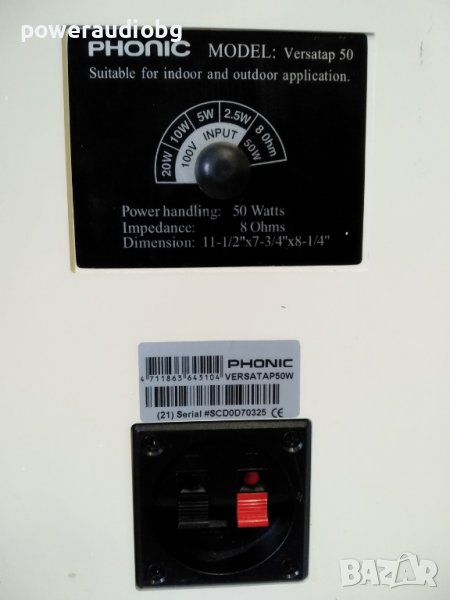 poweraudiobg
PHONIC MODEL: Versatap 50
Suitable for indoor and outdoor application.
20W 10W 5W 2.5W 8 Ohm
100V INPUT 50W
Power handling: 50 Watts
Impedance: 8 Ohms
Dimension: 11-1/2"x7-3/4"x8-1/4"
PHONIC
4 711863 645104 VERSATAP50W
(21) Serial #SCD0D70325 CE
BAZAR